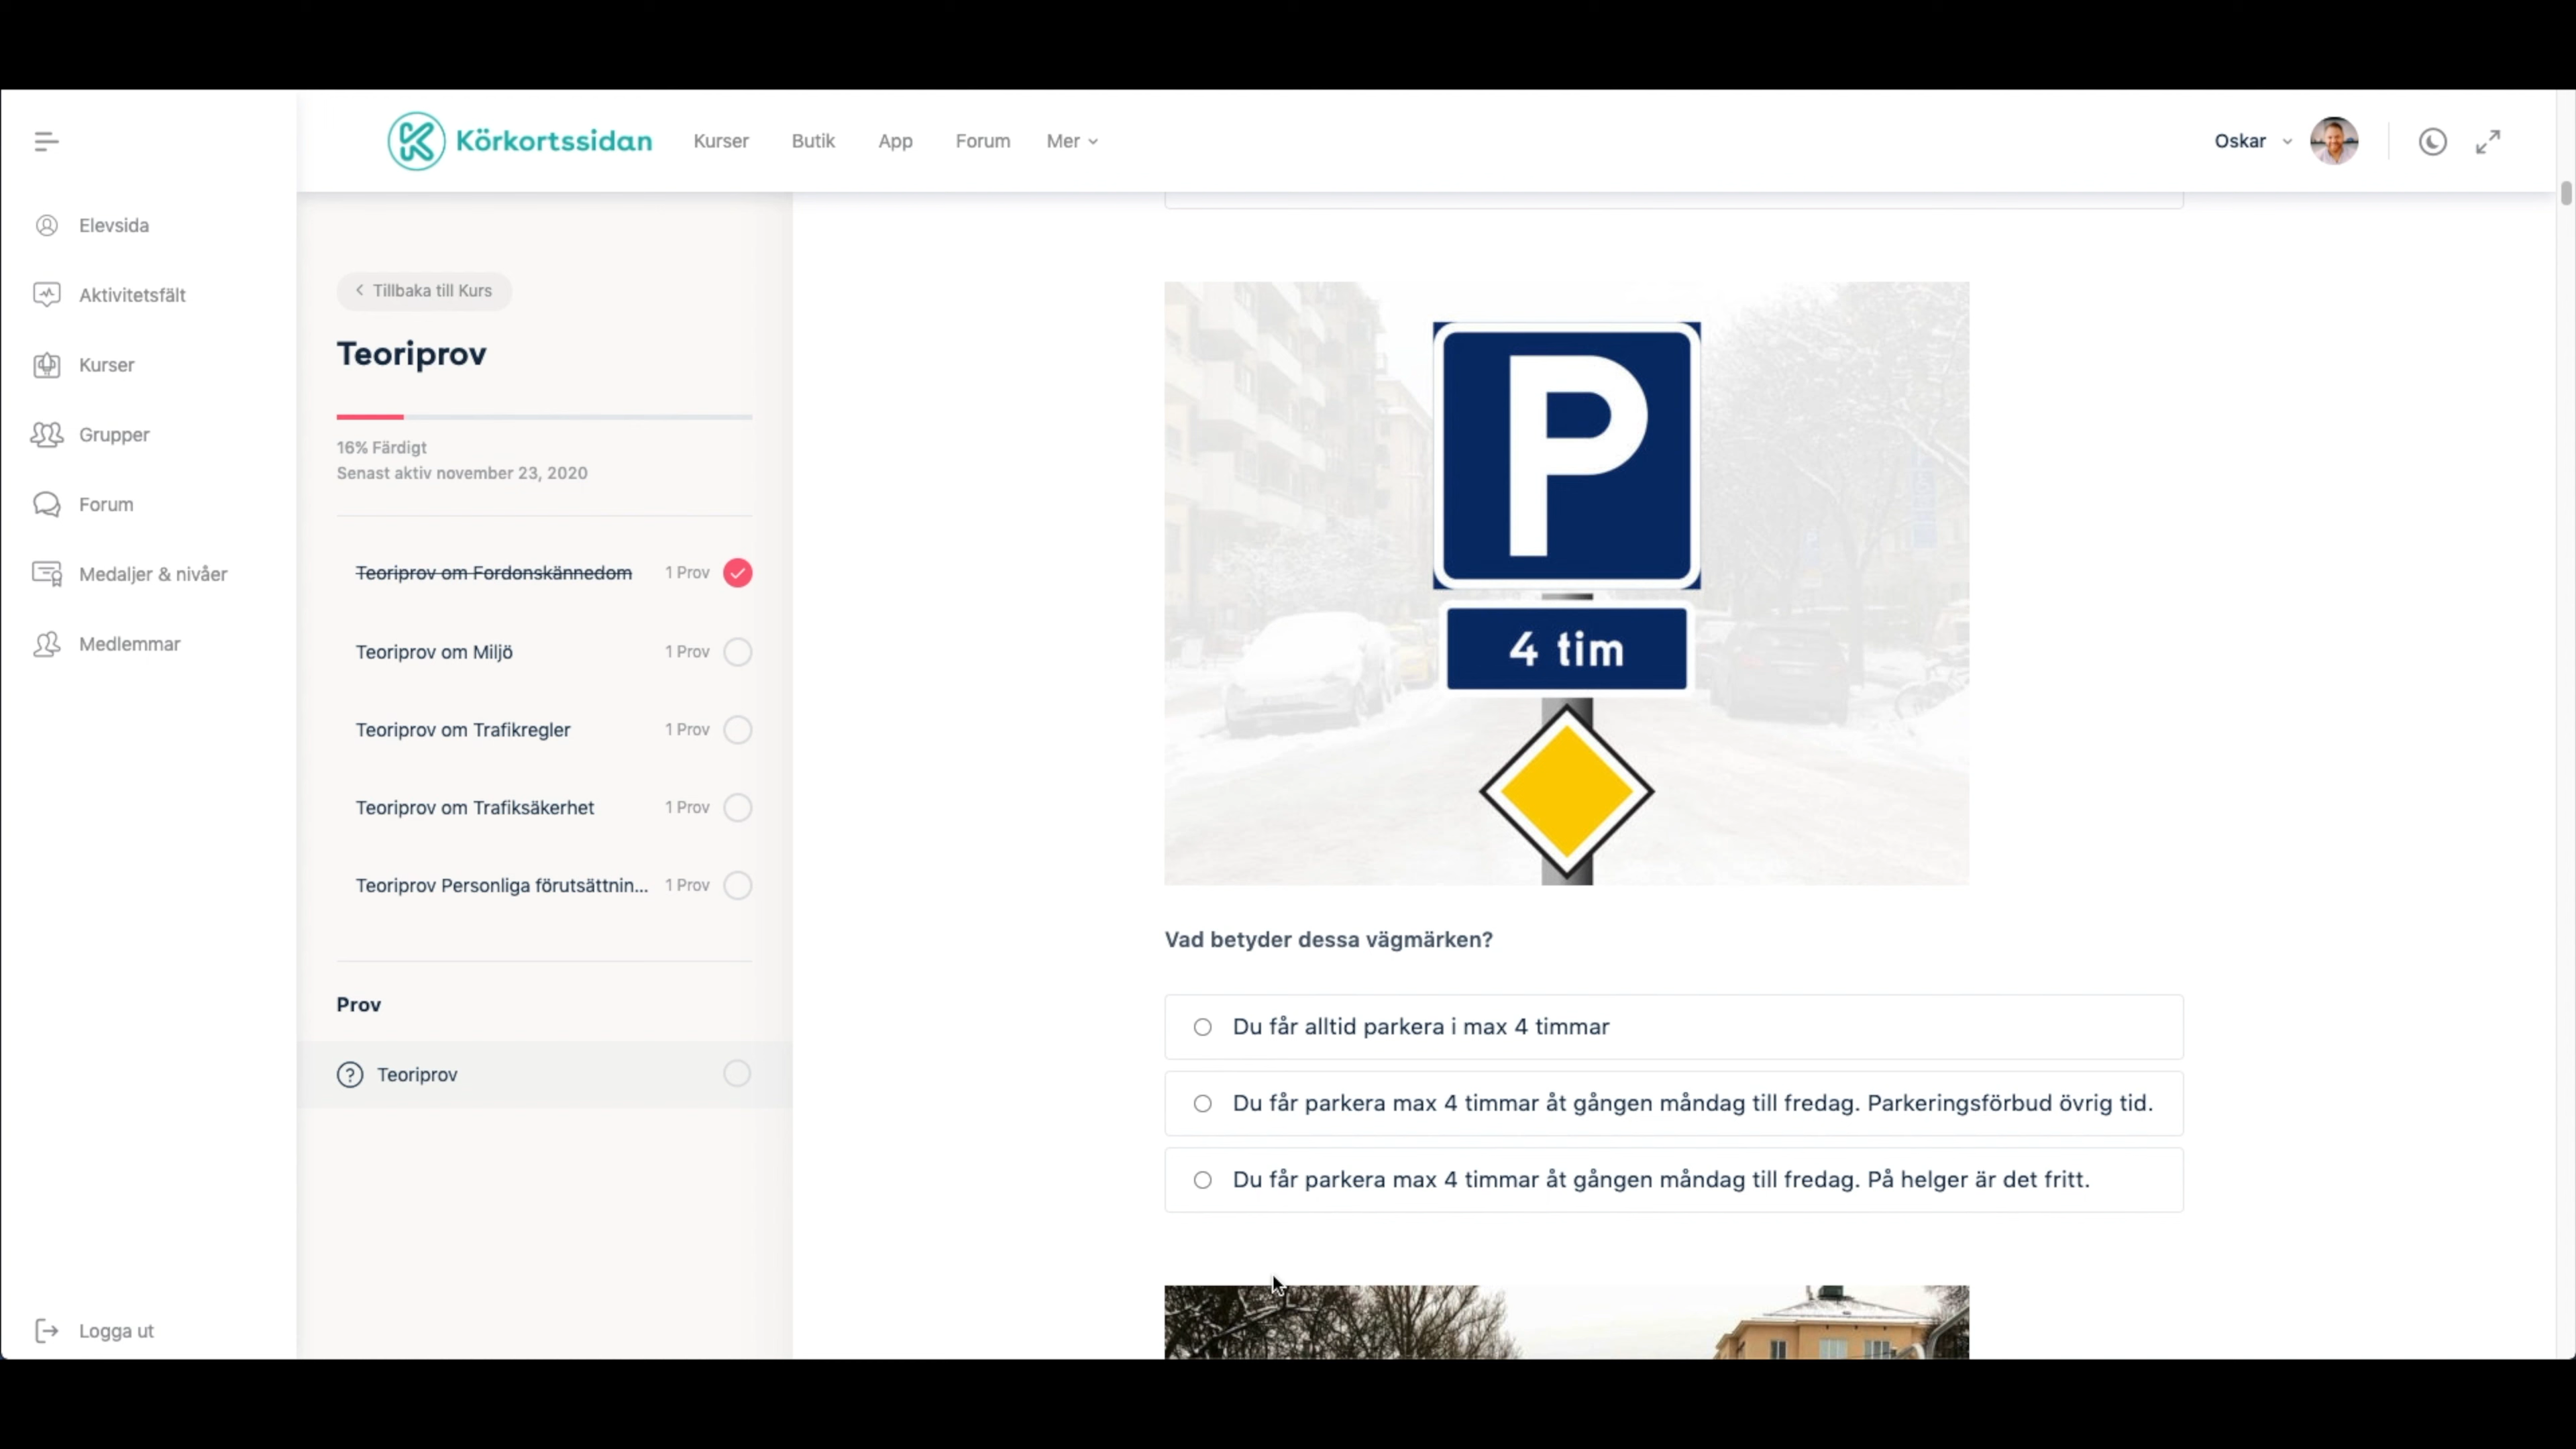 Körkortssidan
Kurser
Butik
App
Forum
Mer
Oskar
Elevsida
Aktivitetsfält
Kurser
Grupper
Forum
Medaljer & nivåer
Medlemmar
Logga ut
Tillbaka till Kurs
Teoriprov
16% Färdigt
Senast aktiv november 23, 2020
Teoriprov om Fordonskännedom 1 Prov
Teoriprov om Miljö 1 Prov
Teoriprov om Trafikregler 1 Prov
Teoriprov om Trafiksäkerhet 1 Prov
Teoriprov Personliga förutsättnin... 1 Prov
Prov
Teoriprov
P
4 tim
Vad betyder dessa vägmärken?
Du får alltid parkera i max 4 timmar
Du får parkera max 4 timmar åt gången måndag till fredag. Parkeringsförbud övrig tid.
Du får parkera max 4 timmar åt gången måndag till fredag. På helger är det fritt.